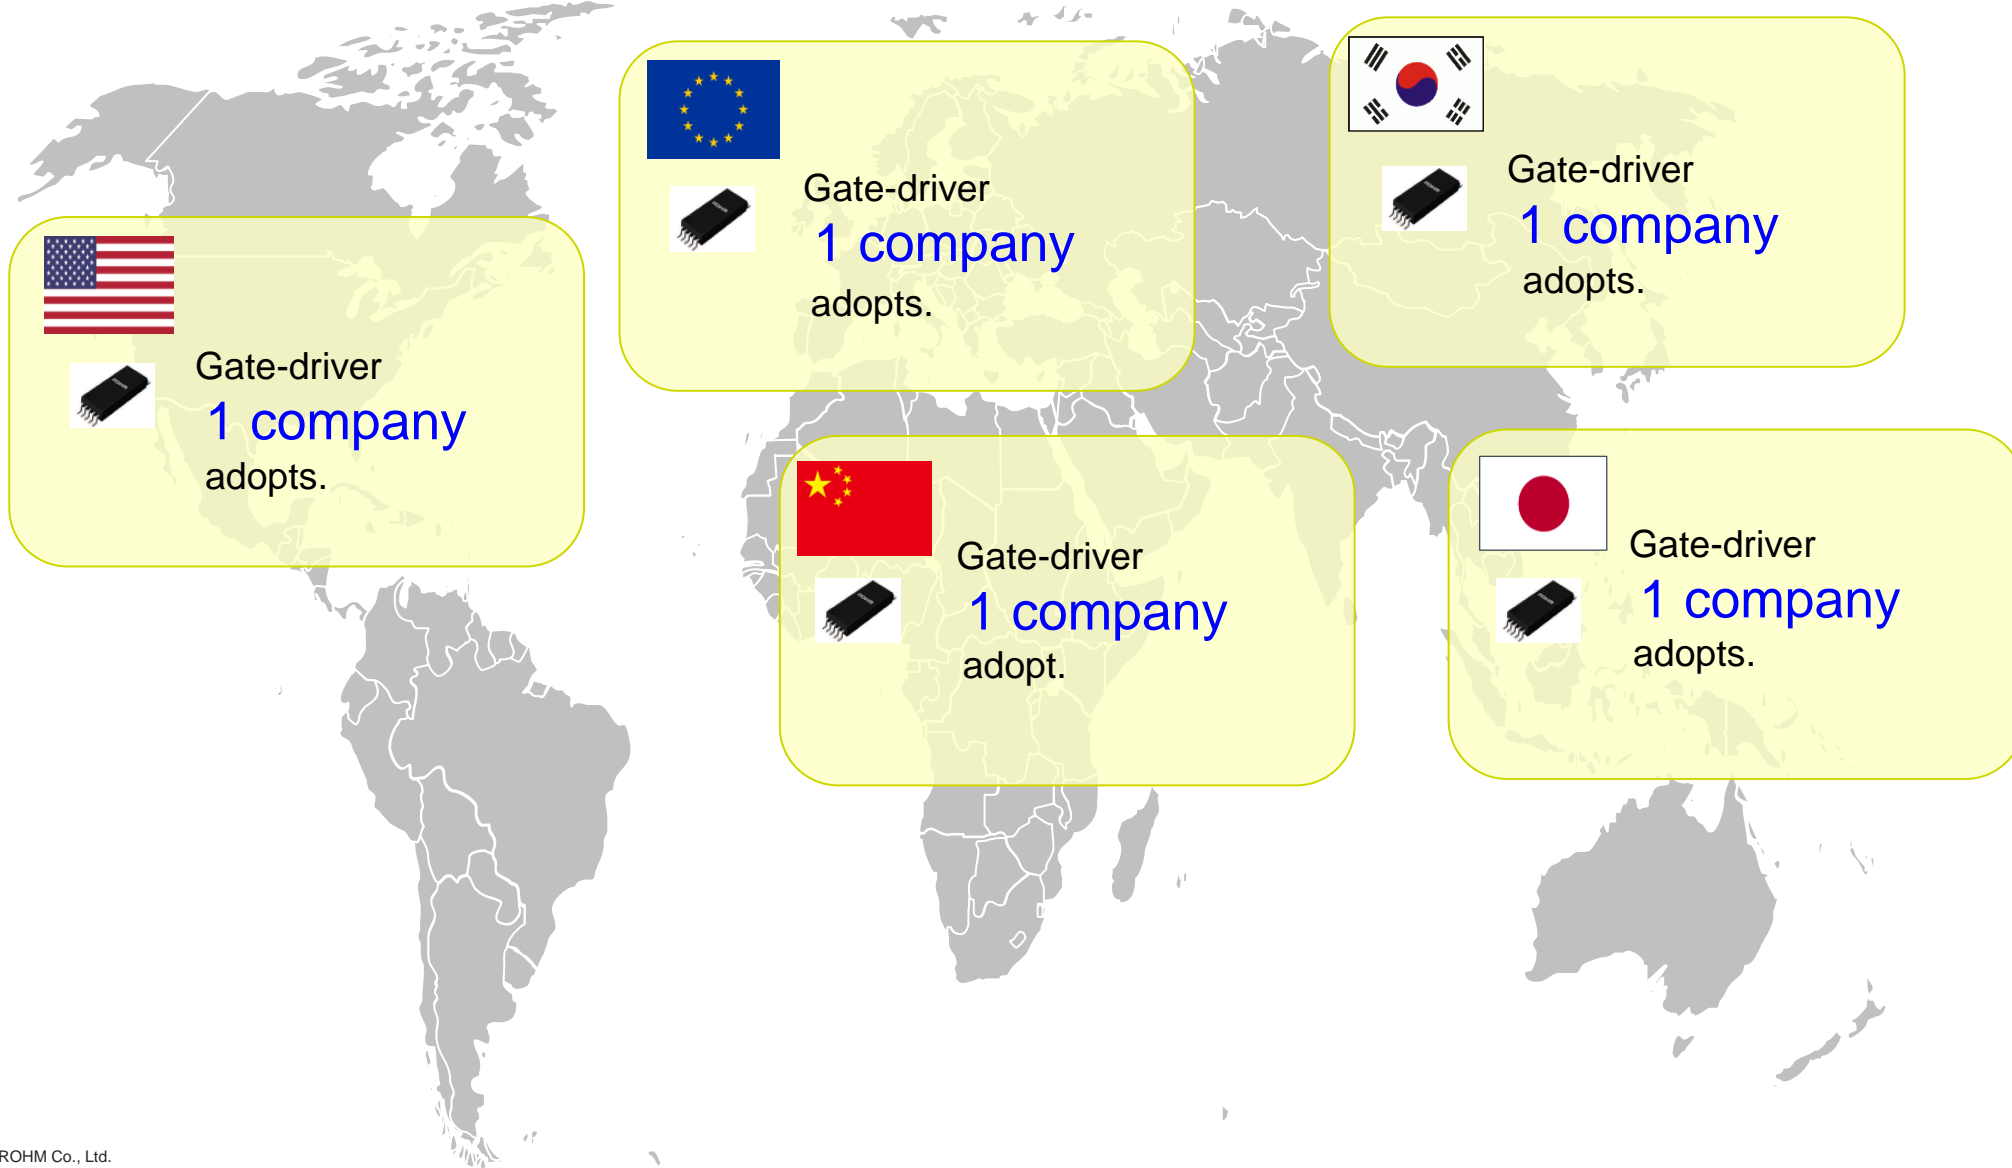 Gate-driver
1 company
adopts.
Gate-driver
1 company
adopts.
Gate-driver
1 company
adopts.
Gate-driver
1 company
adopt.
Gate-driver
1 company
adopts.
ROHM Co., Ltd.